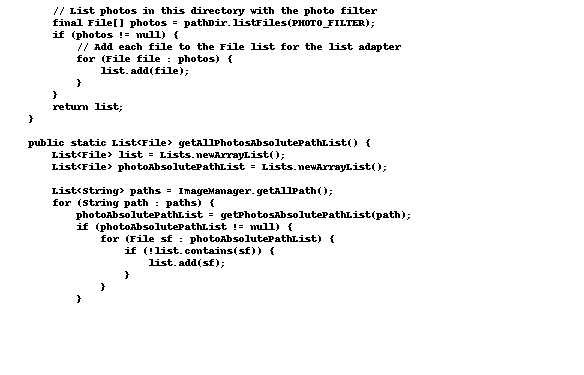 // List photos in this directory with the photo filter
final File[] photos = pathDir.listFiles(PHOTO_FILTER);
if (photos != null) {
// Add each file to the File list for the list adapter
for (File file : photos) {
list.add(file);
}
}
return list;
}
public static List<File> getAllPhotosAbsolutePathList() {
List<File> list = Lists.newArrayList();
List<File> photoAbsolutePathList = Lists.newArrayList();
List<String> paths = ImageManager.getAllPath();
for (String path : paths) {
photoAbsolutePathList = getPhotosAbsolutePathList(path);
if (photoAbsolutePathList != null) {
for (File sf : photoAbsolutePathList) {
if (!list.contains(sf)) {
list.add(sf);
}
}
}